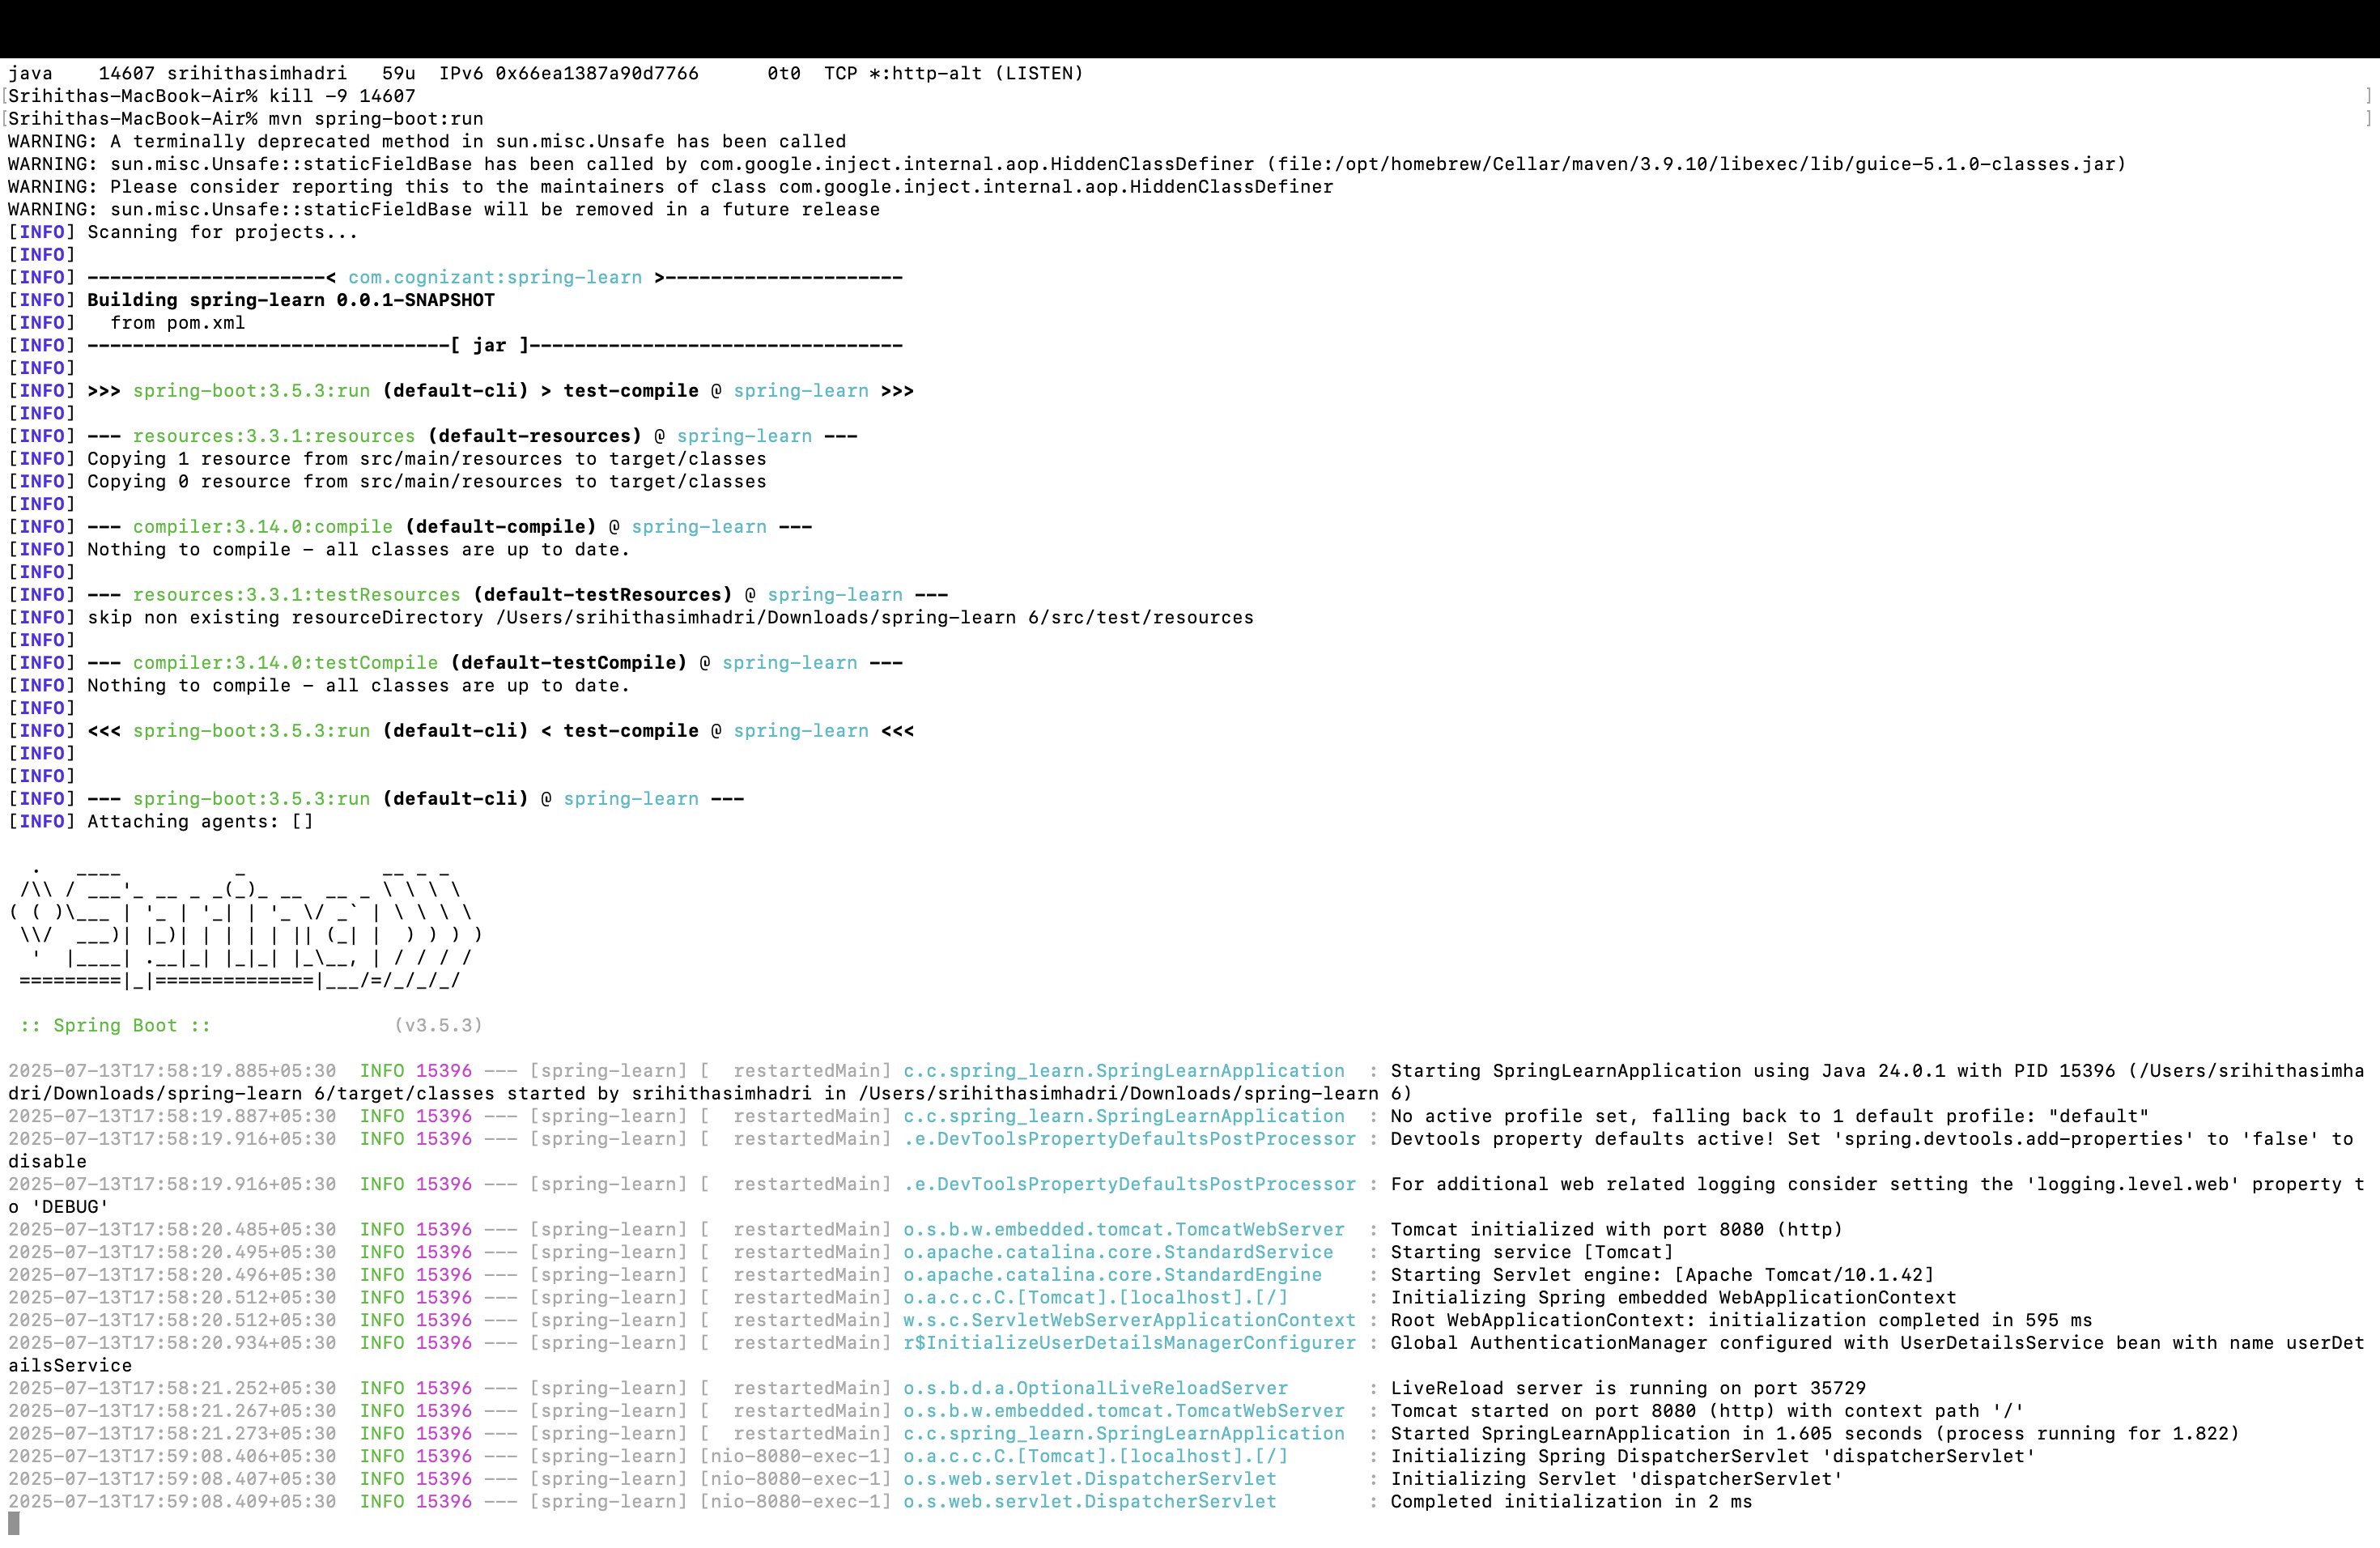 java    14607 srihithasimhadri   59u  IPv6 0x66ea1387a90d7766      0t0  TCP *:http-alt (LISTEN)
[Srihithas-MacBook-Air% kill -9 14607 ]
[Srihithas-MacBook-Air% mvn spring-boot:run ]
WARNING: A terminally deprecated method in sun.misc.Unsafe has been called
WARNING: sun.misc.Unsafe::staticFieldBase has been called by com.google.inject.internal.aop.HiddenClassDefiner (file:/opt/homebrew/Cellar/maven/3.9.10/libexec/lib/guice-5.1.0-classes.jar)
WARNING: Please consider reporting this to the maintainers of class com.google.inject.internal.aop.HiddenClassDefiner
WARNING: sun.misc.Unsafe::staticFieldBase will be removed in a future release
[INFO] Scanning for projects...
[INFO]
[INFO] ---------------------< com.cognizant:spring-learn >---------------------
[INFO] Building spring-learn 0.0.1-SNAPSHOT
[INFO]   from pom.xml
[INFO] --------------------------------[ jar ]---------------------------------
[INFO]
[INFO] >>> spring-boot:3.5.3:run (default-cli) > test-compile @ spring-learn >>>
[INFO]
[INFO] --- resources:3.3.1:resources (default-resources) @ spring-learn ---
[INFO] Copying 1 resource from src/main/resources to target/classes
[INFO] Copying 0 resource from src/main/resources to target/classes
[INFO]
[INFO] --- compiler:3.14.0:compile (default-compile) @ spring-learn ---
[INFO] Nothing to compile - all classes are up to date.
[INFO]
[INFO] --- resources:3.3.1:testResources (default-testResources) @ spring-learn ---
[INFO] skip non existing resourceDirectory /Users/srihithasimhadri/Downloads/spring-learn 6/src/test/resources
[INFO]
[INFO] --- compiler:3.14.0:testCompile (default-testCompile) @ spring-learn ---
[INFO] Nothing to compile - all classes are up to date.
[INFO]
[INFO] <<< spring-boot:3.5.3:run (default-cli) < test-compile @ spring-learn <<<
[INFO]
[INFO]
[INFO] --- spring-boot:3.5.3:run (default-cli) @ spring-learn ---
[INFO] Attaching agents: []
  .   ____          _            __ _ _
 /\\ / ___'_ __ _ _(_)_ __  __ _ \ \ \ \
( ( )\___ | '_ | '_| | '_ \/ _` | \ \ \ \
 \\/  ___)| |_)| | | | | || (_| |  ) ) ) )
  '  |____| .__|_| |_|_| |_\__, | / / / /
 =========|_|==============|___/=/_/_/_/
 :: Spring Boot ::                (v3.5.3)
2025-07-13T17:58:19.885+05:30  INFO 15396 --- [spring-learn] [  restartedMain] c.c.spring_learn.SpringLearnApplication  : Starting SpringLearnApplication using Java 24.0.1 with PID 15396 (/Users/srihithasimha
dri/Downloads/spring-learn 6/target/classes started by srihithasimhadri in /Users/srihithasimhadri/Downloads/spring-learn 6)
2025-07-13T17:58:19.887+05:30  INFO 15396 --- [spring-learn] [  restartedMain] c.c.spring_learn.SpringLearnApplication  : No active profile set, falling back to 1 default profile: "default"
2025-07-13T17:58:19.916+05:30  INFO 15396 --- [spring-learn] [  restartedMain] .e.DevToolsPropertyDefaultsPostProcessor : Devtools property defaults active! Set 'spring.devtools.add-properties' to 'false' to
disable
2025-07-13T17:58:19.916+05:30  INFO 15396 --- [spring-learn] [  restartedMain] .e.DevToolsPropertyDefaultsPostProcessor : For additional web related logging consider setting the 'logging.level.web' property t
o 'DEBUG'
2025-07-13T17:58:20.485+05:30  INFO 15396 --- [spring-learn] [  restartedMain] o.s.b.w.embedded.tomcat.TomcatWebServer  : Tomcat initialized with port 8080 (http)
2025-07-13T17:58:20.495+05:30  INFO 15396 --- [spring-learn] [  restartedMain] o.apache.catalina.core.StandardService   : Starting service [Tomcat]
2025-07-13T17:58:20.496+05:30  INFO 15396 --- [spring-learn] [  restartedMain] o.apache.catalina.core.StandardEngine    : Starting Servlet engine: [Apache Tomcat/10.1.42]
2025-07-13T17:58:20.512+05:30  INFO 15396 --- [spring-learn] [  restartedMain] o.a.c.c.C.[Tomcat].[localhost].[/]       : Initializing Spring embedded WebApplicationContext
2025-07-13T17:58:20.512+05:30  INFO 15396 --- [spring-learn] [  restartedMain] w.s.c.ServletWebServerApplicationContext : Root WebApplicationContext: initialization completed in 595 ms
2025-07-13T17:58:20.934+05:30  INFO 15396 --- [spring-learn] [  restartedMain] r$InitializeUserDetailsManagerConfigurer : Global AuthenticationManager configured with UserDetailsService bean with name userDet
ailsService
2025-07-13T17:58:21.252+05:30  INFO 15396 --- [spring-learn] [  restartedMain] o.s.b.d.a.OptionalLiveReloadServer       : LiveReload server is running on port 35729
2025-07-13T17:58:21.267+05:30  INFO 15396 --- [spring-learn] [  restartedMain] o.s.b.w.embedded.tomcat.TomcatWebServer  : Tomcat started on port 8080 (http) with context path '/'
2025-07-13T17:58:21.273+05:30  INFO 15396 --- [spring-learn] [  restartedMain] c.c.spring_learn.SpringLearnApplication  : Started SpringLearnApplication in 1.605 seconds (process running for 1.822)
2025-07-13T17:59:08.406+05:30  INFO 15396 --- [spring-learn] [nio-8080-exec-1] o.a.c.c.C.[Tomcat].[localhost].[/]       : Initializing Spring DispatcherServlet 'dispatcherServlet'
2025-07-13T17:59:08.407+05:30  INFO 15396 --- [spring-learn] [nio-8080-exec-1] o.s.web.servlet.DispatcherServlet        : Initializing Servlet 'dispatcherServlet'
2025-07-13T17:59:08.409+05:30  INFO 15396 --- [spring-learn] [nio-8080-exec-1] o.s.web.servlet.DispatcherServlet        : Completed initialization in 2 ms